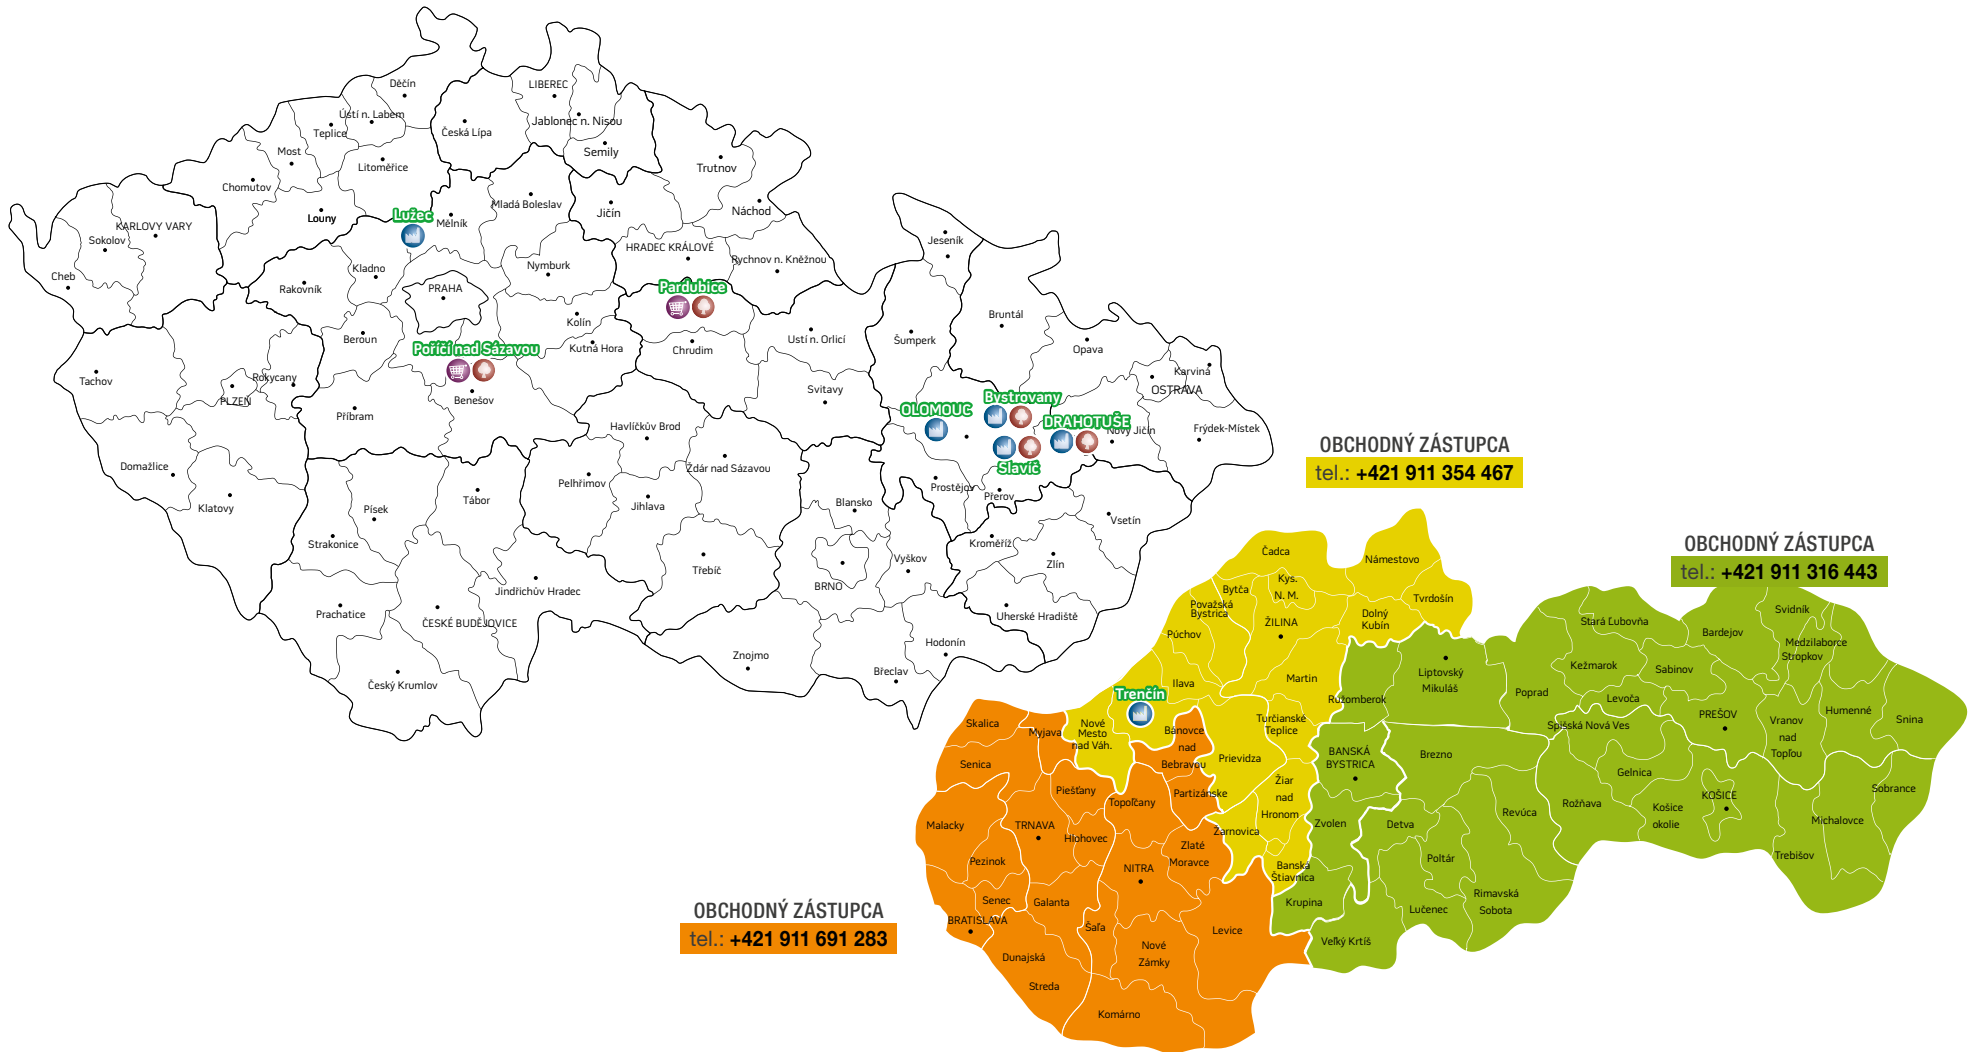 Děčín
LIBEREC
Ústí n. Labem
Teplice
Česká Lípa
Jablonec n. Nisou
Most
Litoměřice
Semily
Trutnov
Chomutov
Louny
Lužec
Mělník
Mladá Boleslav
Jičín
Náchod
KARLOVY VARY
Sokolov
HRADEC KRÁLOVÉ
Rychnov n. Kněžnou
Jeseník
Cheb
Kladno
Nymburk
Rakovník
PRAHA
Pardubice
Bruntál
Kolín
Beroun
Poříčí nad Sázavou
Kutná Hora
Chrudim
Ustí n. Orlicí
Šumperk
Opava
Tachov
Rokycany
PLZEŇ
Benešov
Svitavy
Karviná
OSTRAVA
Bystrovany
OLOMOUC
DRAHOTUŠE
Nový Jičín
Frýdek-Místek
Příbram
Havlíčkův Brod
Slavíč
Domažlice
Ždár nad Sázavou
Pelhřimov
Prostějov
Přerov
Klatovy
Písek
Tábor
Jihlava
Blansko
Vsetín
Strakonice
Kroměříž
Vyškov
Zlín
Třebíč
BRNO
Jindřichův Hradec
Prachatice
ČESKÉ BUDĚJOVICE
Uherské Hradiště
Hodonín
Znojmo
Břeclav
Český Krumlov
OBCHODNÝ ZÁSTUPCA
tel.: +421 911 354 467
OBCHODNÝ ZÁSTUPCA
tel.: +421 911 316 443
Čadca
Námestovo
Kys.
N. M.
Bytča
Tvrdošín
Považská
Bystrica
Dolný
Kubín
ŽILINA
Púchov
Martin
Ilava
Trenčín
Turčianské
Teplice
Nové
Mesto
nad Váh.
Prievidza
Žiar
nad
Hronom
Žarnovica
Banská
Štiavnica
Svidník
Stará Ľubovňa
Bardejov
Medzilaborce
Stropkov
Kežmarok
Sabinov
Liptovský
Mikuláš
Ružomberok
Poprad
Levoča
PREŠOV
Spišská Nová Ves
Vranov
nad
Topľou
Humenné
Snina
BANSKÁ
BYSTRICA
Brezno
Gelnica
KOŠICE
Sobrance
Rožňava
Košice
okolie
Michalovce
Revúca
Zvolen
Detva
Poltár
Trebišov
Krupina
Lučenec
Rimavská
Sobota
Veľký Krtíš
Skalica
Myjava
Bánovce
nad
Bebravou
Senica
Piešťany
Topoľčany
Partizánske
Malacky
TRNAVA
Hlohovec
Zlaté
Moravce
Pezinok
NITRA
Senec
Galanta
BRATISLAVA
Šaľa
Levice
Dunajská
Streda
Nové
Zámky
Komárno
OBCHODNÝ ZÁSTUPCA
tel.: +421 911 691 283